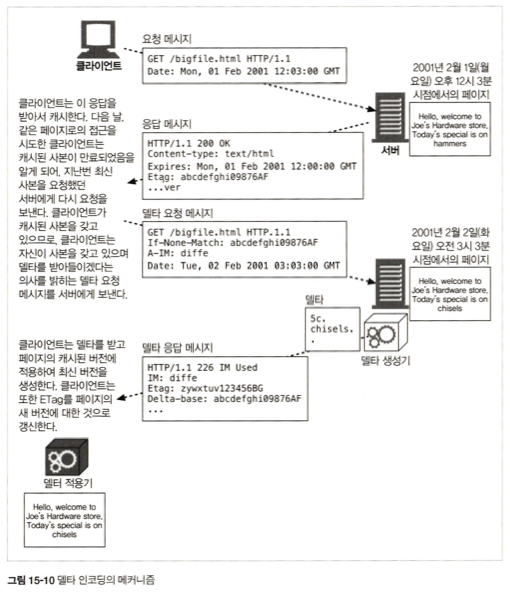 요청 메시지
클라이언트
GET /bigfile.html HTTP/1.1
Date: Mon, 01 Feb 2001 12:03:00 GMT
2001년 2월 1일(월
요일) 오후 12시 3분
시점에서의 페이지
Hello, welcome to
Joe's Hardware store,
Today's special is on
hammers
서버
클라이언트는 이 응답을
받아서 캐시한다. 다음 날,
같은 페이지로의 접근을
시도한 클라이언트는
캐시된 사본이 만료되었음을
알게 되어, 지난번 최신
사본을 요청했던
서버에게 다시 요청을
보낸다. 클라이언트가
캐시된 사본을 갖고
있으므로, 클라이언트는
자신이 사본을 갖고 있으며
델타를 받아들이겠다는
의사를 밝히는 델타 요청
메시지를 서버에게 보낸다.
응답 메시지
HTTP/1.1 200 OK
Content-type: text/html
Expires: Mon, 01 Feb 2001 12:00:00 GMT
Etag: abcdefghi09876AF
...ver
델타 요청 메시지
GET /bigfile.html HTTP.1.1
If-None-Match: abcdefghi09876AF
A-IM: diffe
Date: Tue, 02 Feb 2001 03:03:00 GMT
2001년 2월 2일(화
요일) 오전 3시 3분
시점에서의 페이지
Hello, welcome to
Joe's Hardware store,
Today's special is on
chisels
델타
5c.
chisels.
.
델타 생성기
클라이언트는 델타를 받고
페이지의 캐시된 버전에
적용하여 최신 버전을
생성한다. 클라이언트는
또한 ETag를 페이지의
새 버전에 대한 것으로
갱신한다.
델타 응답 메시지
HTTP/1.1 226 IM Used
IM: diffe
Etag: zywxtuv123456BG
Delta-base: abcdefghi09876AF
...
델터 적용기
Hello, welcome to
Joe's Hardware store,
Today's special is on
chisels
그림 15-10 델타 인코딩의 메커니즘